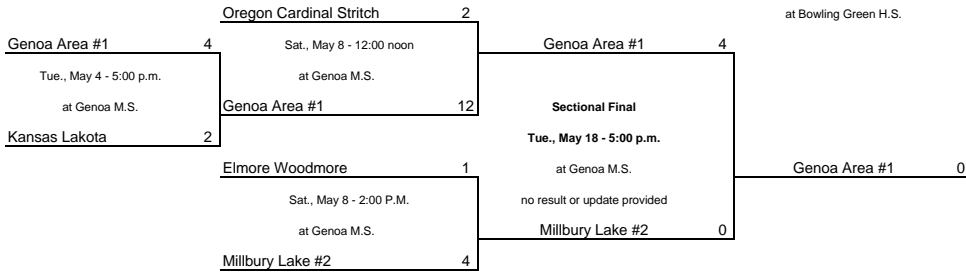 Oregon Cardinal Stritch 2
at Bowling Green H.S.
Genoa Area #1 4
Sat., May 8 - 12:00 noon
Genoa Area #1 4
Tue., May 4 - 5:00 p.m.
at Genoa M.S.
at Genoa M.S.
Genoa Area #1 12
Sectional Final
Kansas Lakota 2
Tue., May 18 - 5:00 p.m.
Elmore Woodmore 1
at Genoa M.S.
Genoa Area #1 0
Sat., May 8 - 2:00 P.M.
no result or update provided
at Genoa M.S.
Millbury Lake #2 0
Millbury Lake #2 4